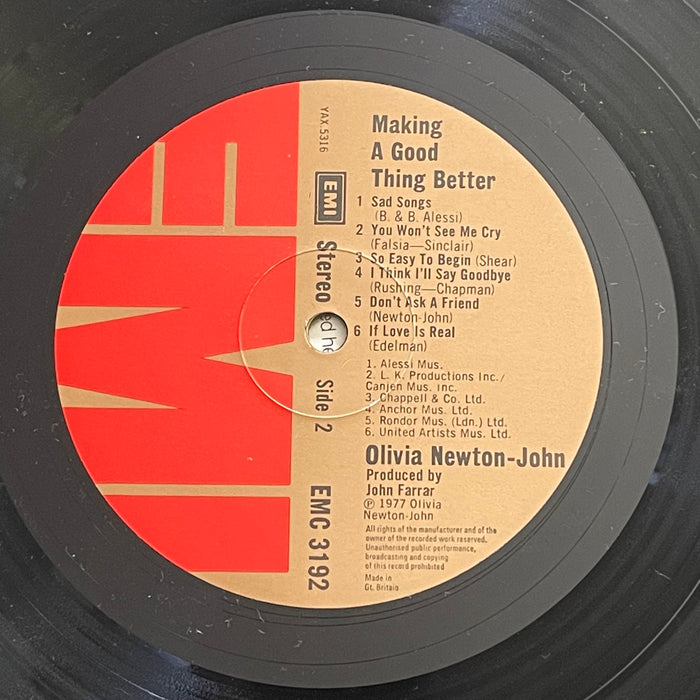 Making
A Good
Thing Better
1 Sad Songs
(B. & B. Alessi)
2 You Won't See Me Cry
(Falsia—Sinclair)
3 So Easy To Begin (Shear)
4 I Think I'll Say Goodbye
(Rushing—Chapman)
5 Don't Ask A Friend
(Newton-John)
6 If Love Is Real
(Edelman)
1. Alessi Mus.
2. L. K. Productions Inc./
Canjen Mus. Inc.
3. Chappell & Co. Ltd.
4. Anchor Mus. Ltd.
5. Rondor Mus. (Ldn.) Ltd.
6. United Artists Mus. Ltd.
Olivia Newton-John
Produced by
John Farrar
Ⓟ 1977 Olivia
Newton-John
All rights of the manufacturer and of the
owner of the recorded work reserved.
Unauthorised public performance,
broadcasting and copying
of this record prohibited
Made in
Gt. Britain
YAX 5316
EMI
Stereo
ed he
Side 2
EMC 3192
EMI